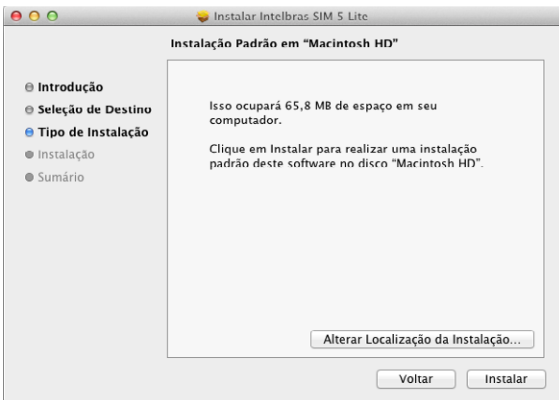 Instalar Intelbras SIM 5 Lite
Instalação Padrão em “Macintosh HD”
Introdução
Seleção de Destino
Tipo de Instalação
Instalação
Sumário
Isso ocupará 65,8 MB de espaço em seu
computador.
Clique em Instalar para realizar uma instalação
padrão deste software no disco “Macintosh HD”.
Alterar Localização da Instalação...
Voltar
Instalar